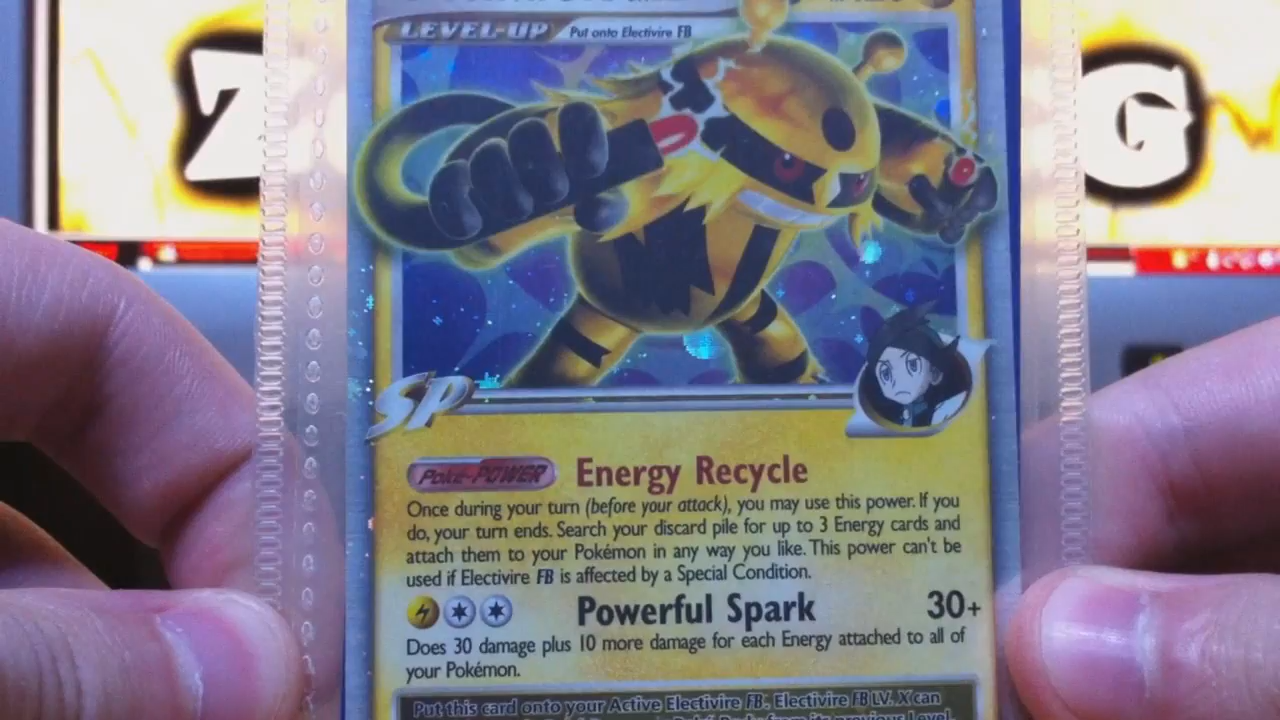 LEVEL-UP Put onto Electivire FB
Z G
SP
Poké-POWER Energy Recycle
Once during your turn (before your attack), you may use this power. If you
do, your turn ends. Search your discard pile for up to 3 Energy cards and
attach them to your Pokémon in any way you like. This power can't be
used if Electivire FB is affected by a Special Condition.
Powerful Spark 30+
Does 30 damage plus 10 more damage for each Energy attached to all of
your Pokémon.
Put this card onto your Active Electivire FB. Electivire FB LV. X can
from its previous Level.